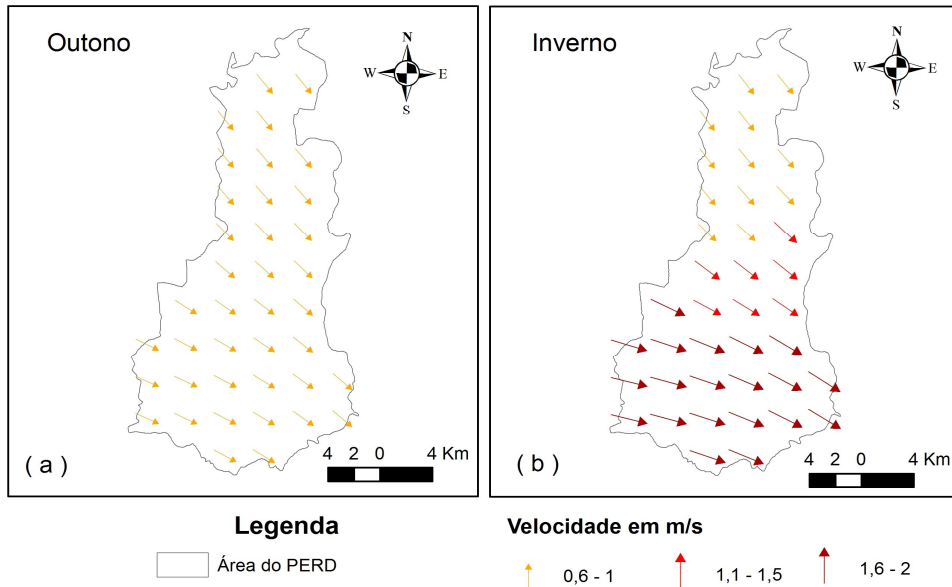 Outono
N
W E
S
( a )
4 2 0 4 Km
Inverno
N
W E
S
( b )
4 2 0 4 Km
Legenda
Área do PERD
Velocidade em m/s
0,6 - 1
1,1 - 1,5
1,6 - 2